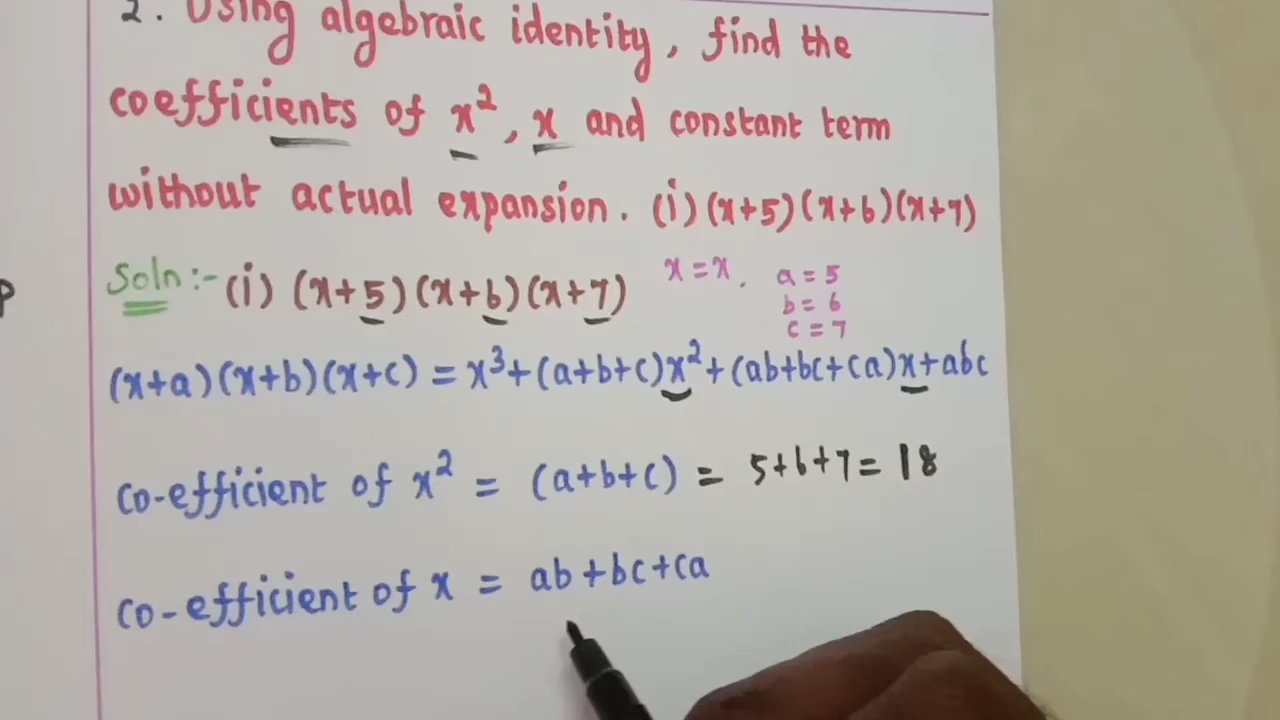 2. Using algebraic identity, find the
coefficients of x², x and constant term
without actual expansion. (i) (x+5)(x+6)(x+7)
Soln :- (i) (x+5)(x+6)(x+7) x = x. a = 5
b = 6
c = 7
(x+a)(x+b)(x+c) = x³+(a+b+c)x²+(ab+bc+ca)x+abc
co-efficient of x² = (a+b+c) = 5+6+7 = 18
co-efficient of x = ab+bc+ca